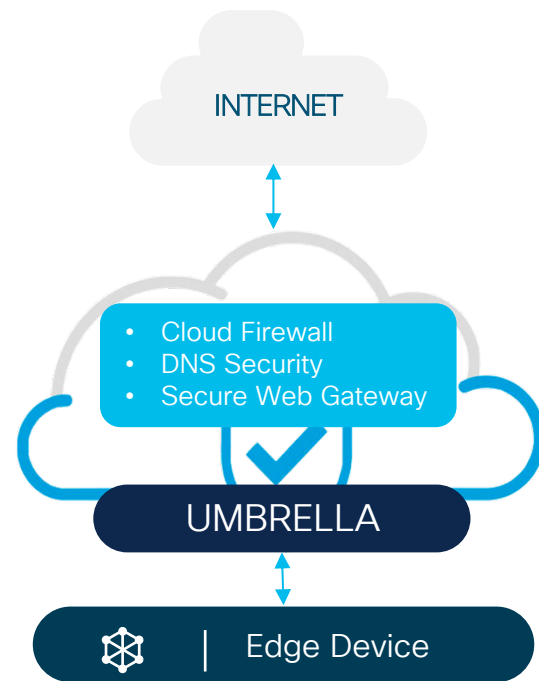 INTERNET
• Cloud Firewall
• DNS Security
• Secure Web Gateway
UMBRELLA
| Edge Device